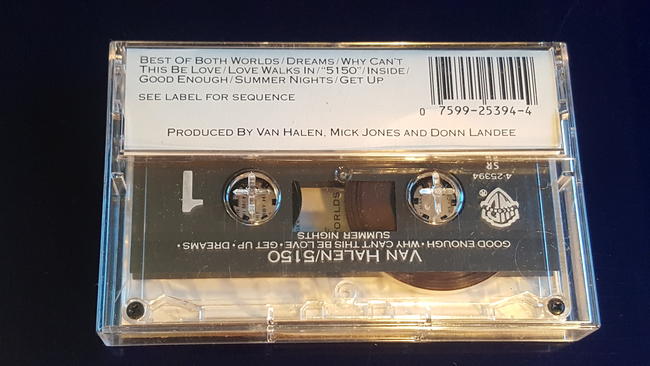 BEST OF BOTH WORLDS/DREAMS/WHY CAN'T
THIS BE LOVE/LOVE WALKS IN/"5150"/INSIDE/
GOOD ENOUGH/SUMMER NIGHTS/GET UP
SEE LABEL FOR SEQUENCE
0 7599-25394-4
PRODUCED BY VAN HALEN, MICK JONES AND DONN LANDEE
4-25394
SR
1
ORLDS
GOOD ENOUGH • WHY CAN'T THIS BE LOVE • GET UP • DREAMS •
SUMMER NIGHTS
VAN HALEN/5150